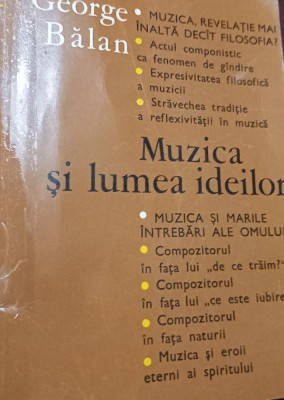 George
Bălan
• MUZICA, REVELAȚIE MAI
ÎNALTĂ DECÎT FILOSOFIA?
• Actul componistic
ca fenomen de gîndire
• Expresivitatea filosofică
a muzicii
• Străvechea tradiție
a reflexivității în muzică
Muzica
și lumea ideilor
• MUZICA ȘI MARILE
ÎNTREBĂRI ALE OMULUI
• Compozitorul
în fața lui „de ce trăim?"
• Compozitorul
în fața lui „ce este iubire
• Compozitorul
în fața naturii
• Muzica și eroii
eterni ai spiritului